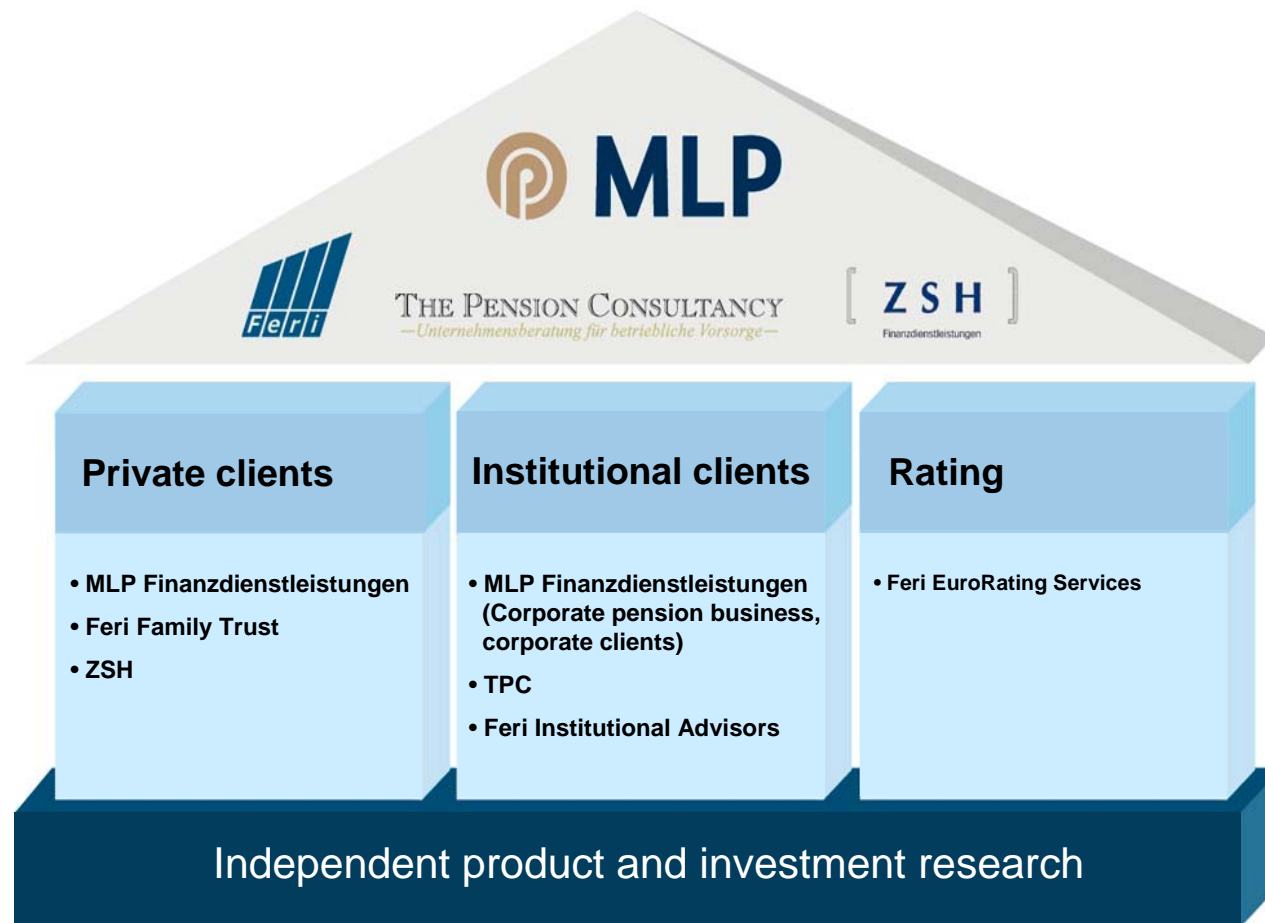 MLP
Feri
THE PENSION CONSULTANCY
—Unternehmensberatung für betriebliche Vorsorge—
[ ZSH ]
Finanzdienstleistungen
Private clients
• MLP Finanzdienstleistungen
• Feri Family Trust
• ZSH
Institutional clients
• MLP Finanzdienstleistungen
(Corporate pension business,
corporate clients)
• TPC
• Feri Institutional Advisors
Rating
• Feri EuroRating Services
Independent product and investment research